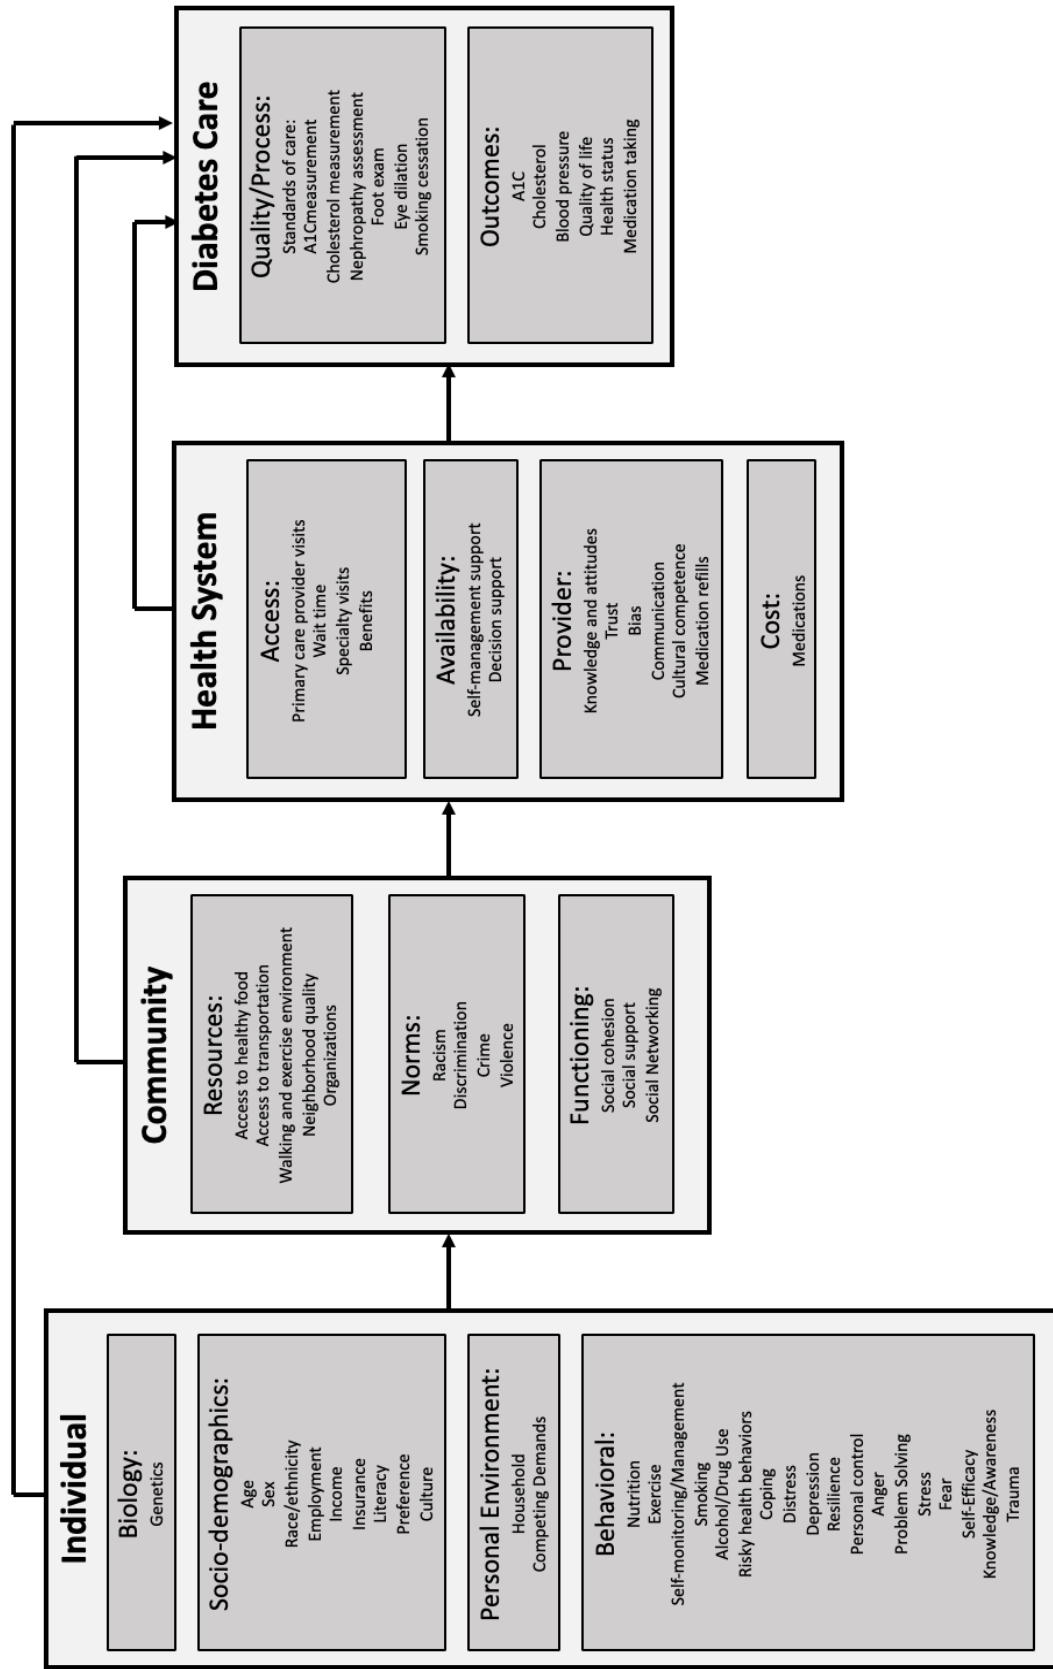 Individual
Biology:
Genetics
Socio-demographics:
Age
Sex
Race/ethnicity
Employment
Income
Insurance
Literacy
Preference
Culture
Personal Environment:
Household
Competing Demands
Behavioral:
Nutrition
Exercise
Self-monitoring/Management
Smoking
Alcohol/Drug Use
Risky health behaviors
Coping
Distress
Depression
Resilience
Personal control
Anger
Problem Solving
Stress
Fear
Self-Efficacy
Knowledge/Awareness
Trauma
Community
Resources:
Access to healthy food
Access to transportation
Walking and exercise environment
Neighborhood quality
Organizations
Norms:
Racism
Discrimination
Crime
Violence
Functioning:
Social cohesion
Social support
Social Networking
Health System
Access:
Primary care provider visits
Wait time
Specialty visits
Benefits
Availability:
Self-management support
Decision support
Provider:
Knowledge and attitudes
Trust
Bias
Communication
Cultural competence
Medication refills
Cost:
Medications
Diabetes Care
Quality/Process:
Standards of care:
A1Cmeasurement
Cholesterol measurement
Nephropathy assessment
Foot exam
Eye dilation
Smoking cessation
Outcomes:
A1C
Cholesterol
Blood pressure
Quality of life
Health status
Medication taking